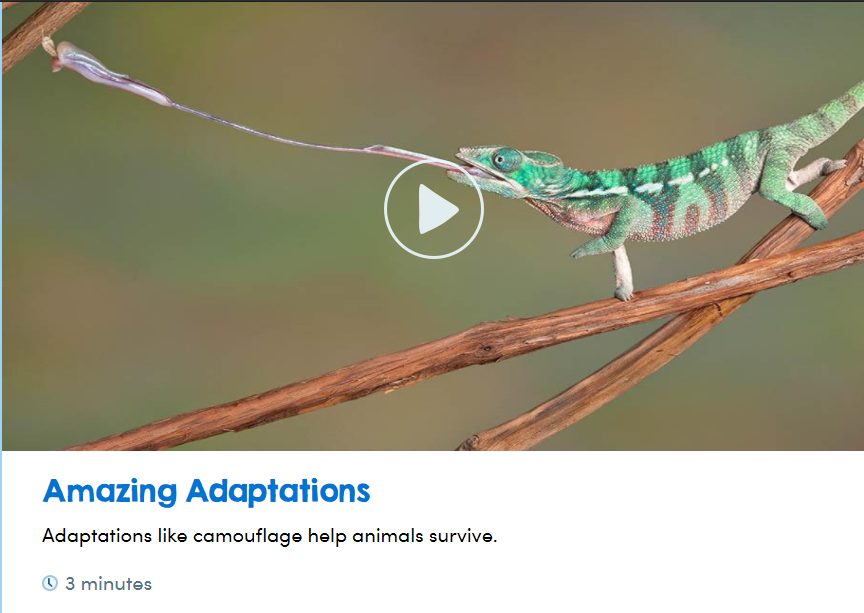 Amazing Adaptations
Adaptations like camouflage help animals survive.
3 minutes